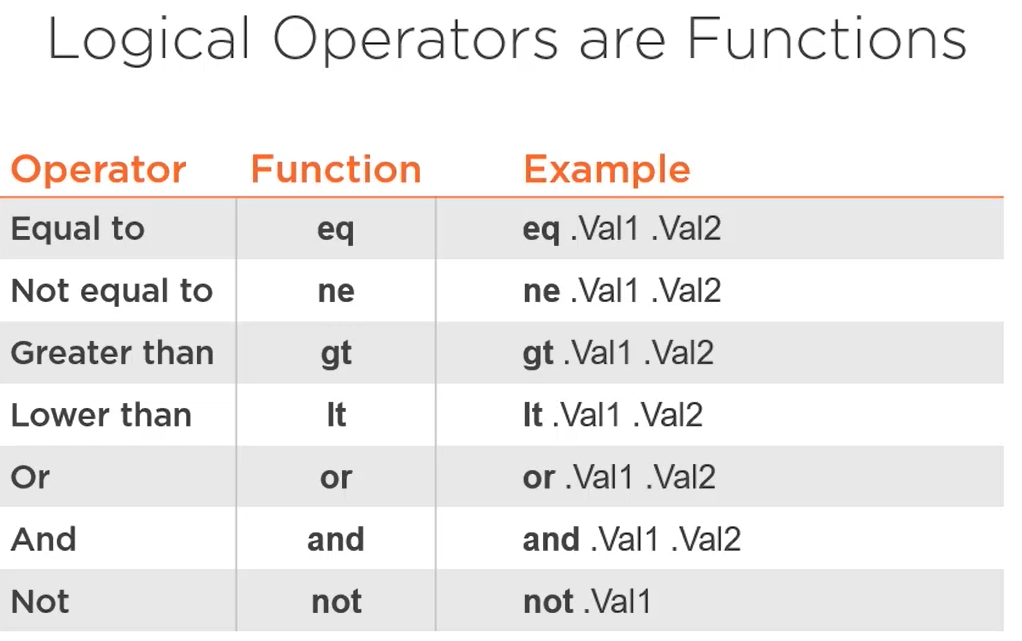 Logical Operators are Functions
Operator Function Example
Equal to eq eq .Val1 .Val2
Not equal to ne ne .Val1 .Val2
Greater than gt gt .Val1 .Val2
Lower than lt lt .Val1 .Val2
Or or or .Val1 .Val2
And and and .Val1 .Val2
Not not not .Val1